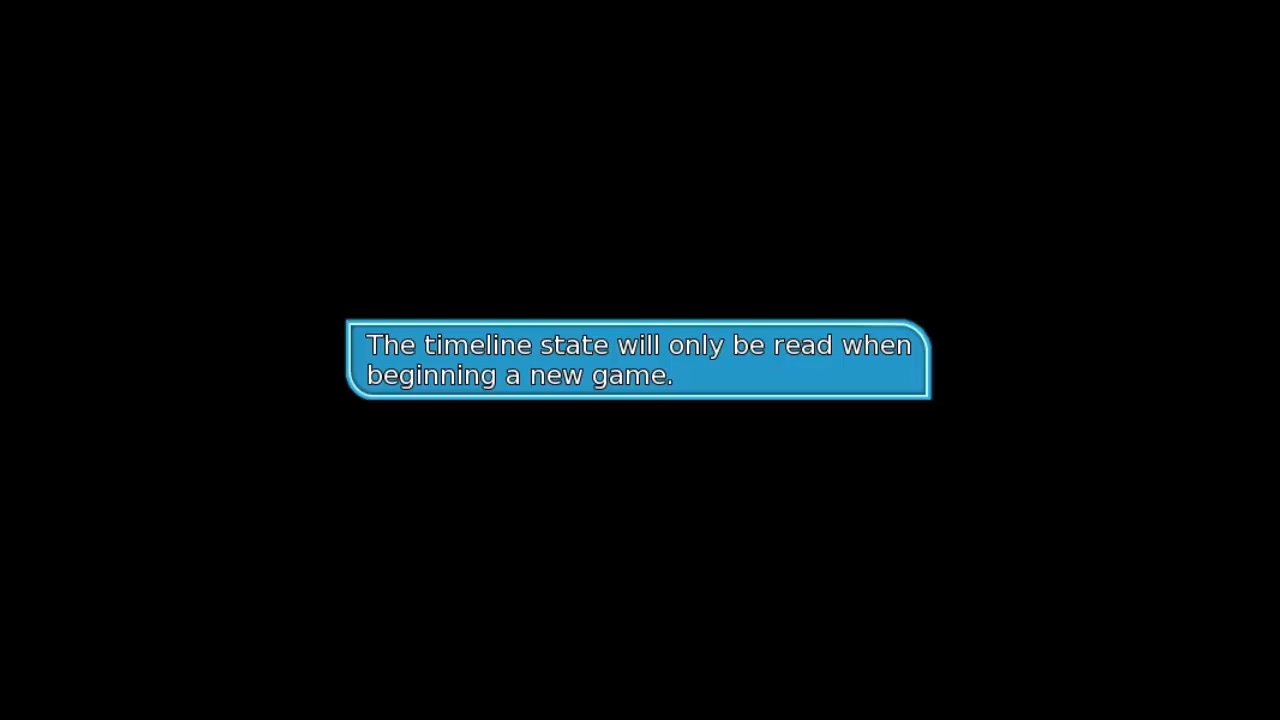 The timeline state will only be read when
beginning a new game.